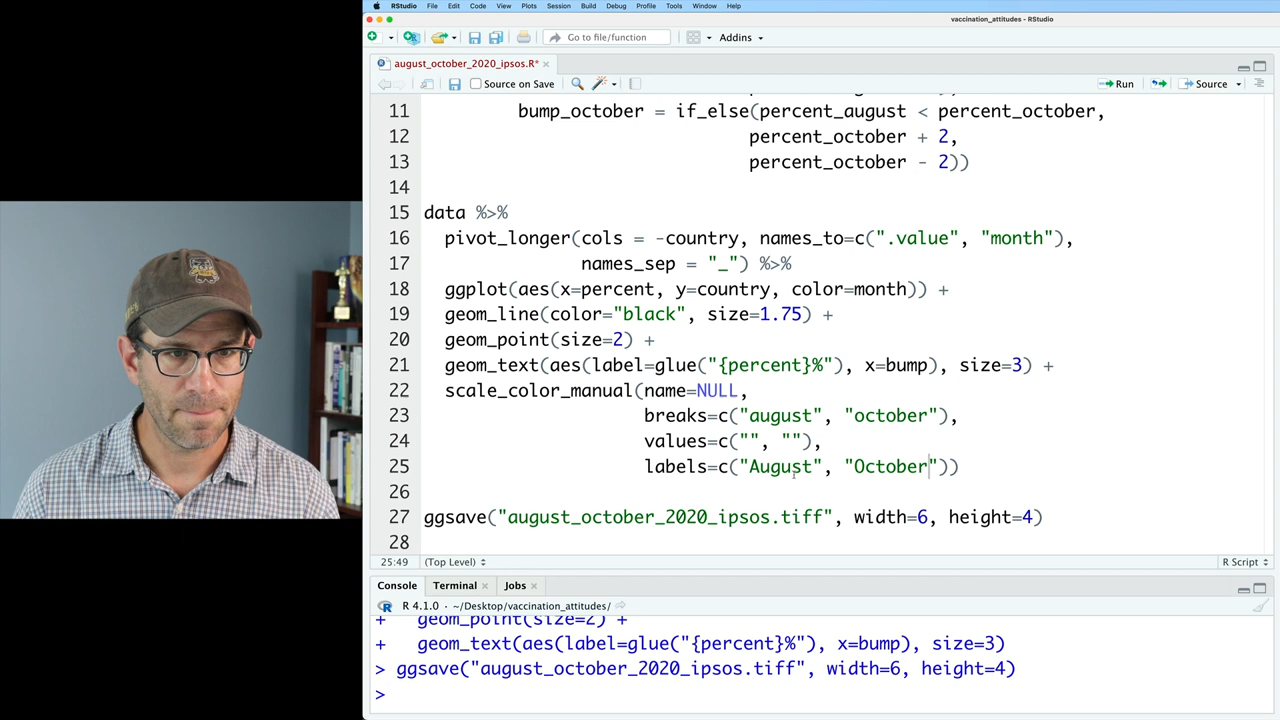 RStudio File Edit Code View Plots Session Build Debug Profile Tools Window Help
vaccination_attitudes - RStudio
Go to file/function Addins
august_october_2020_ipsos.R*
Source on Save Run Source
11 bump_october = if_else(percent_august < percent_october,
12 percent_october + 2,
13 percent_october - 2))
14
15 data %>%
16 pivot_longer(cols = -country, names_to=c(".value", "month"),
17 names_sep = "_") %>%
18 ggplot(aes(x=percent, y=country, color=month)) +
19 geom_line(color="black", size=1.75) +
20 geom_point(size=2) +
21 geom_text(aes(label=glue("{percent}%"), x=bump), size=3) +
22 scale_color_manual(name=NULL,
23 breaks=c("august", "october"),
24 values=c("", ""),
25 labels=c("August", "October"))
26
27 ggsave("august_october_2020_ipsos.tiff", width=6, height=4)
28
25:49 (Top Level) R Script
Console Terminal Jobs
R 4.1.0 · ~/Desktop/vaccination_attitudes/
+ geom_point(size=2) +
+ geom_text(aes(label=glue("{percent}%"), x=bump), size=3)
> ggsave("august_october_2020_ipsos.tiff", width=6, height=4)
>